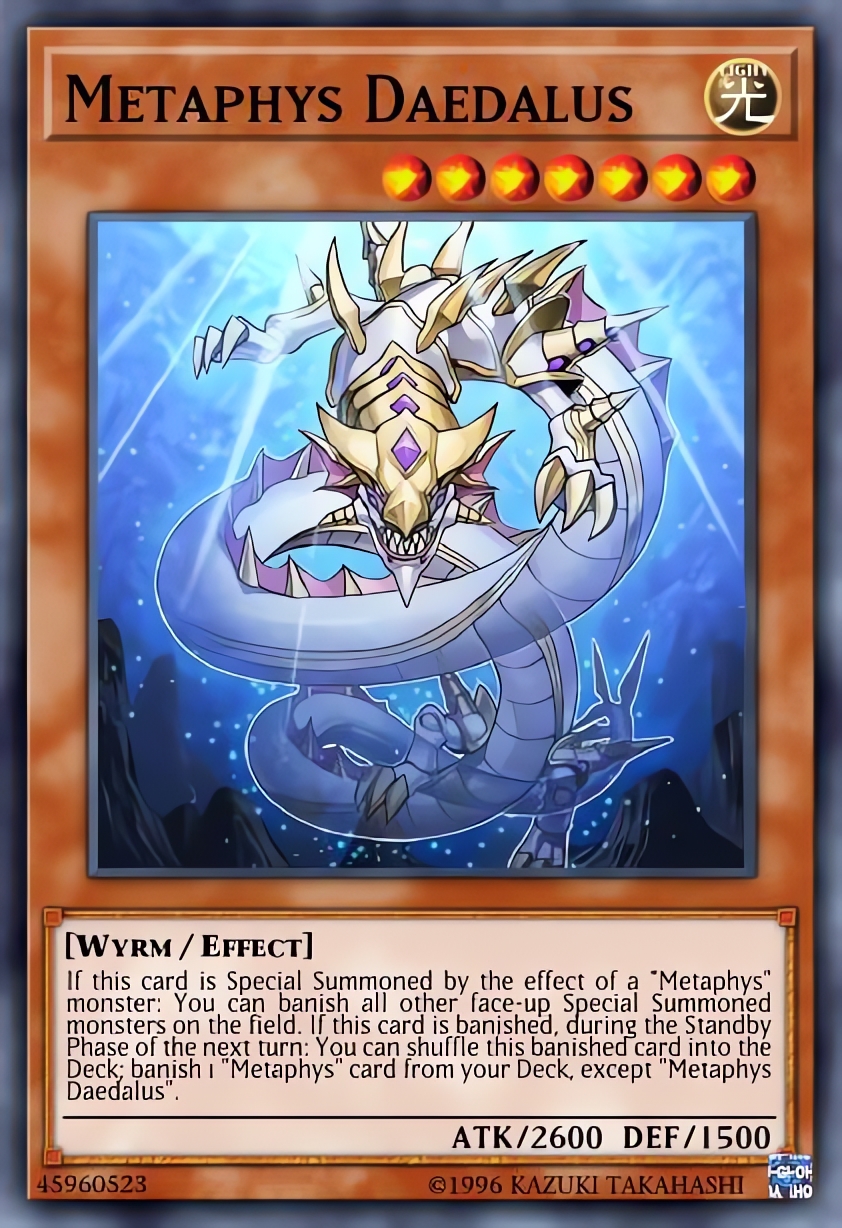 METAPHYS DAEDALUS
光
[WYRM / EFFECT]
If this card is Special Summoned by the effect of a "Metaphys"
monster: You can banish all other face-up Special Summoned
monsters on the field. If this card is banished, during the Standby
Phase of the next turn: You can shuffle this banished card into the
Deck; banish 1 "Metaphys" card from your Deck, except "Metaphys
Daedalus".
ATK/2600 DEF/1500
45960523
©1996 KAZUKI TAKAHASHI